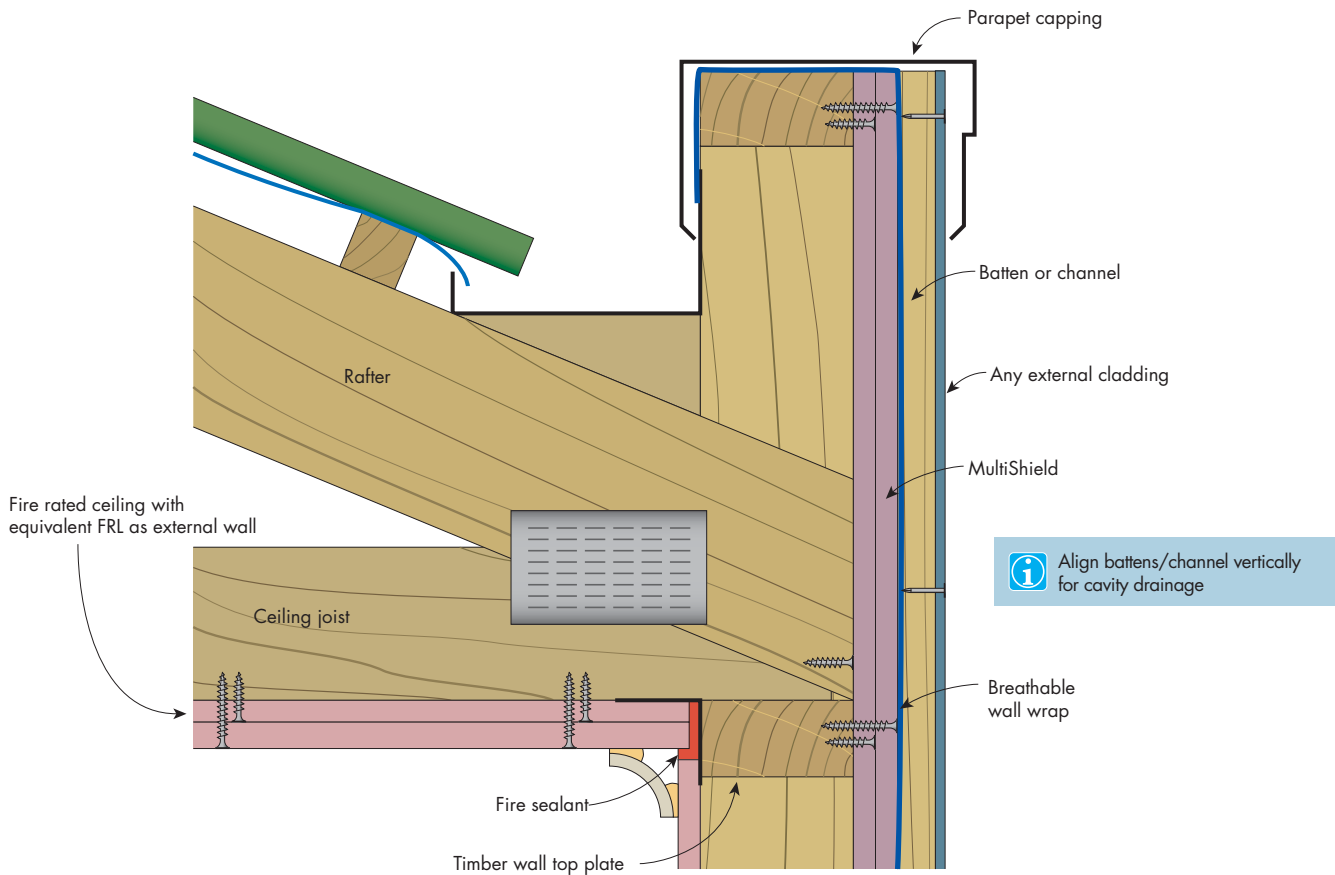 Parapet capping
Batten or channel
Rafter
Any external cladding
MultiShield
Fire rated ceiling with
equivalent FRL as external wall
Align battens/channel vertically
for cavity drainage
Ceiling joist
Breathable
wall wrap
Fire sealant
Timber wall top plate